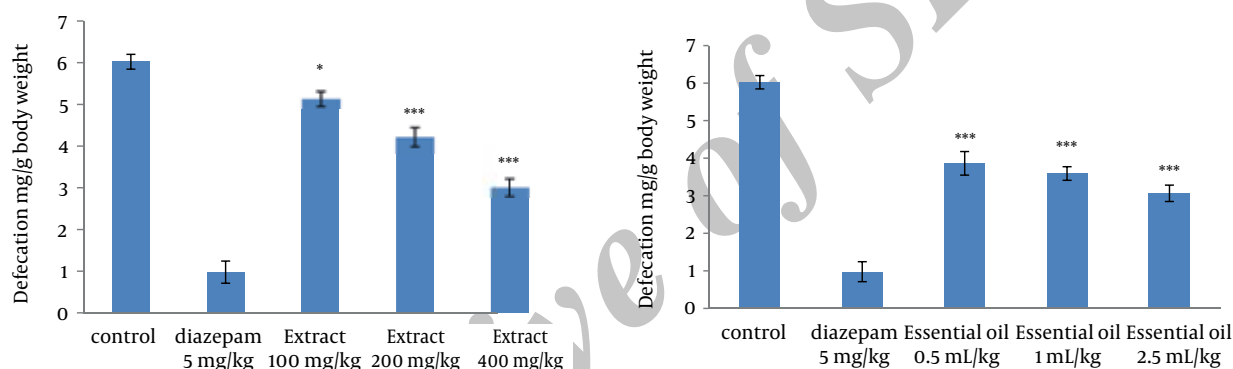 Defecation mg/g body weight
7
6
5
4
3
2
1
0
*
***
***
control
diazepam
5 mg/kg
Extract
100 mg/kg
Extract
200 mg/kg
Extract
400 mg/kg
Defecation mg/g body weight
7
6
5
4
3
2
1
0
***
***
***
control
diazepam
5 mg/kg
Essential oil
0.5 mL/kg
Essential oil
1 mL/kg
Essential oil
2.5 mL/kg
ive of S